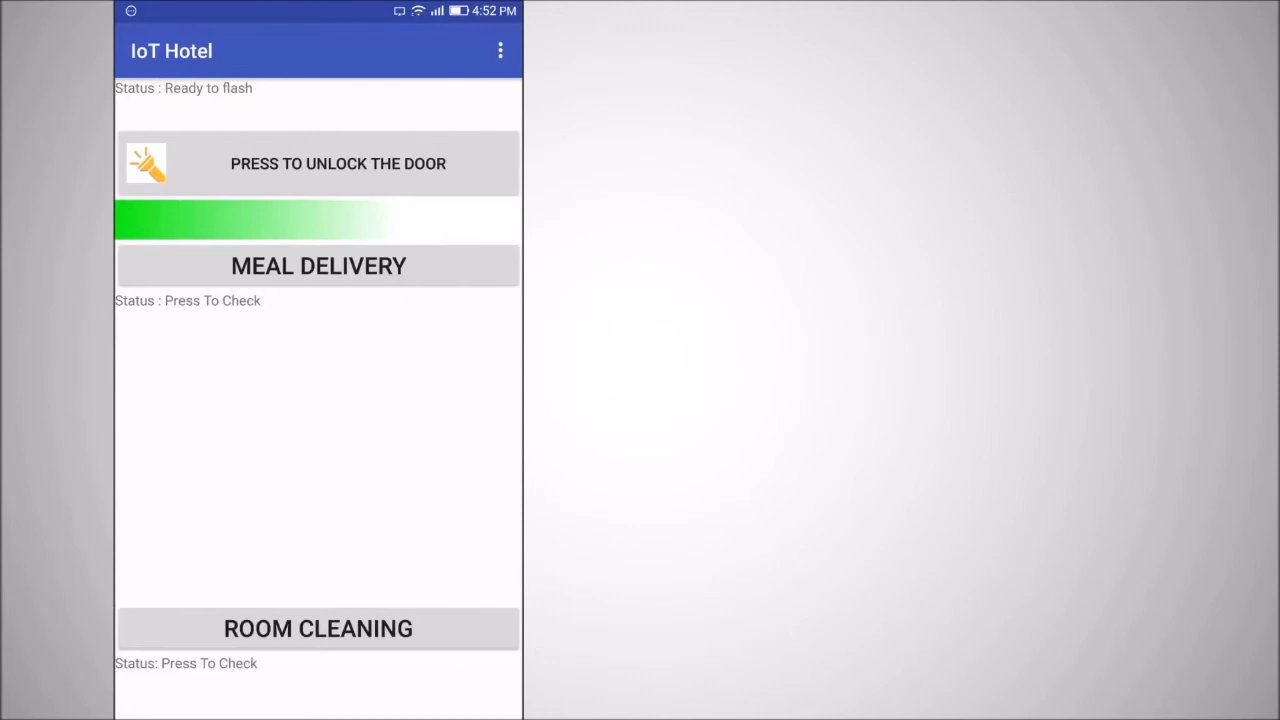 4:52 PM
IoT Hotel
Status : Ready to flash
PRESS TO UNLOCK THE DOOR
MEAL DELIVERY
Status : Press To Check
ROOM CLEANING
Status: Press To Check